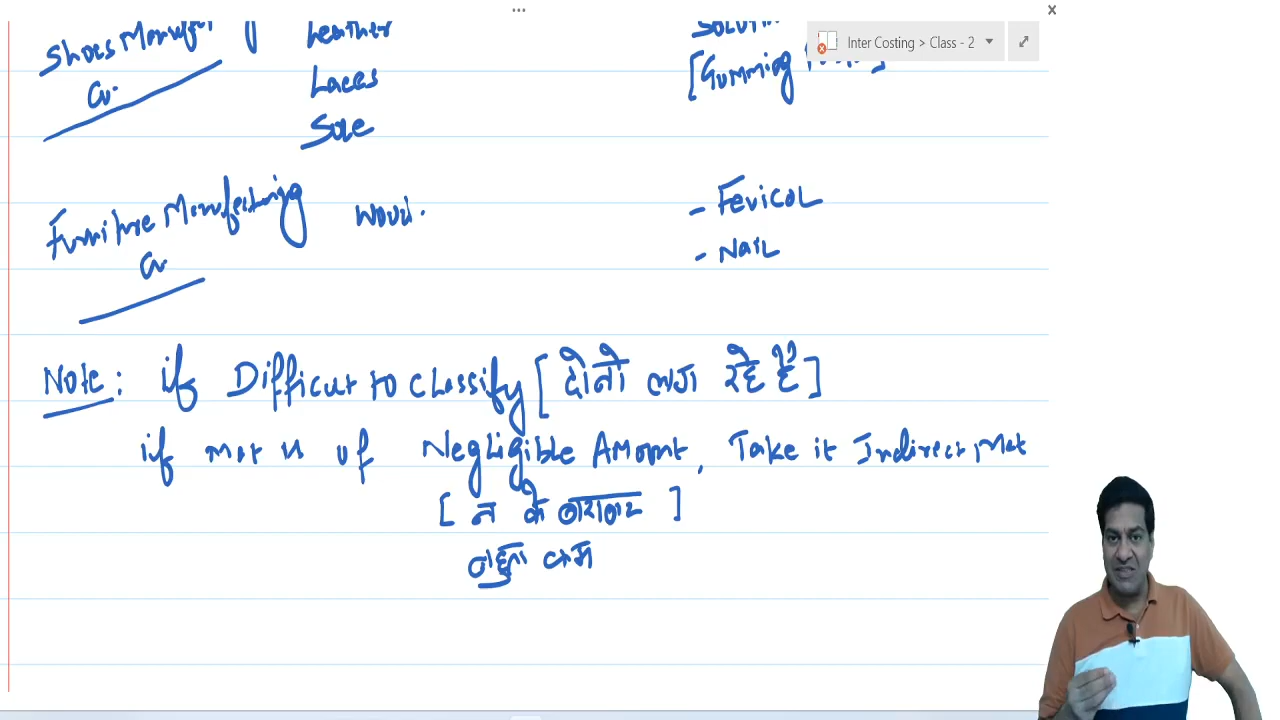 Shoes Manufacturing Leather Solution
Co. Laces [Gumming
Sole
Inter Costing > Class - 2
Furniture Manufacturing Wood. - Fevicol
Co. - Nail
Note: if Difficult to Classify [दोनो लग रहे है]
if Mat is of Negligible Amount, Take it Indirect Mat
[ न के बराबर ]
बहुत कम